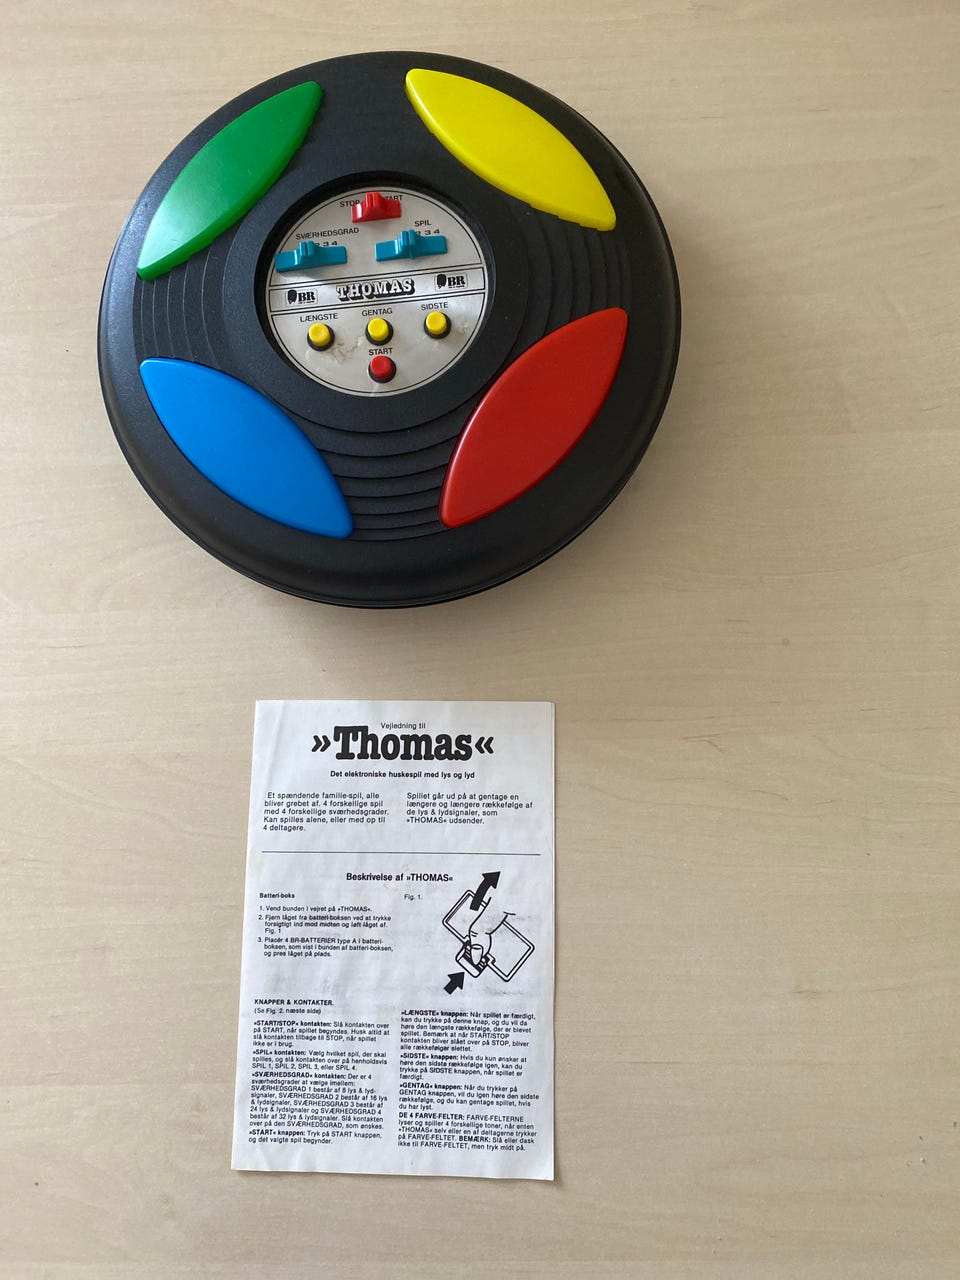 STOP START
SVÆRHEDSGRAD
SPIL
2 3 4
2 3 4
BR
THOMAS
BR
LÆNGSTE
GENTAG
SIDSTE
START
Vejledning til
»Thomas«
Det elektroniske huskespil med lys og lyd
Et spændende familie-spil, alle
bliver grebet af. 4 forskellige spil
med 4 forskellige sværhedsgrader.
Kan spilles alene, eller med op til
4 deltagere.
Spillet går ud på at gentage en
længere og længere rækkefølge af
de lys & lydsignaler, som
»THOMAS« udsender.
Beskrivelse af »THOMAS«
Batteri-boks
1. Vend bunden i vejret på »THOMAS«.
2. Fjern låget fra batteri-boksen ved at trykke
forsigtigt ind mod midten og løft låget af.
Fig. 1
3. Placér 4 BR-BATTERIER type A i batteri-
boksen, som vist i bunden af batteri-boksen,
og pres låget på plads.
Fig. 1.
KNAPPER & KONTAKTER.
(Se Fig. 2. næste side)
»START/STOP« kontakten: Slå kontakten over
på START, når spillet begyndes. Husk altid at
slå kontakten tilbage til STOP, når spillet
ikke er i brug.
»SPIL« kontakten: Vælg hvilket spil, der skal
spilles, og slå kontakten over på henholdsvis
SPIL 1, SPIL 2, SPIL 3, eller SPIL 4.
»SVÆRHEDSGRAD« kontakten: Der er 4
sværhedsgrader at vælge imellem:
SVÆRHEDSGRAD 1 består af 8 lys & lyd-
signaler, SVÆRHEDSGRAD 2 består af 16 lys
& lydsignaler, SVÆRHEDSGRAD 3 består af
24 lys & lydsignaler og SVÆRHEDSGRAD 4
består af 32 lys & lydsignaler. Slå kontakten
over på den SVÆRHEDSGRAD, som ønskes.
»START« knappen: Tryk på START knappen,
og det valgte spil begynder.
»LÆNGSTE« knappen: Når spillet er færdigt,
kan du trykke på denne knap, og du vil da
høre den længste rækkefølge, der er blevet
spillet. Bemærk at når START/STOP
kontakten bliver slået over på STOP, bliver
alle rækkefølger slettet.
»SIDSTE« knappen: Hvis du kun ønsker at
høre den sidste rækkefølge igen, kan du
trykke på SIDSTE knappen, når spillet er
færdigt.
»GENTAG« knappen: Når du trykker på
GENTAG knappen, vil du igen høre den sidste
rækkefølge, og du kan gentage spillet, hvis
du har lyst.
DE 4 FARVE-FELTER: FARVE-FELTERNE
lyser og spiller 4 forskellige toner, når enten
»THOMAS« selv eller en af deltagerne trykker
på FARVE-FELTET. BEMÆRK: Slå eller dask
ikke til FARVE-FELTET, men tryk midt på.